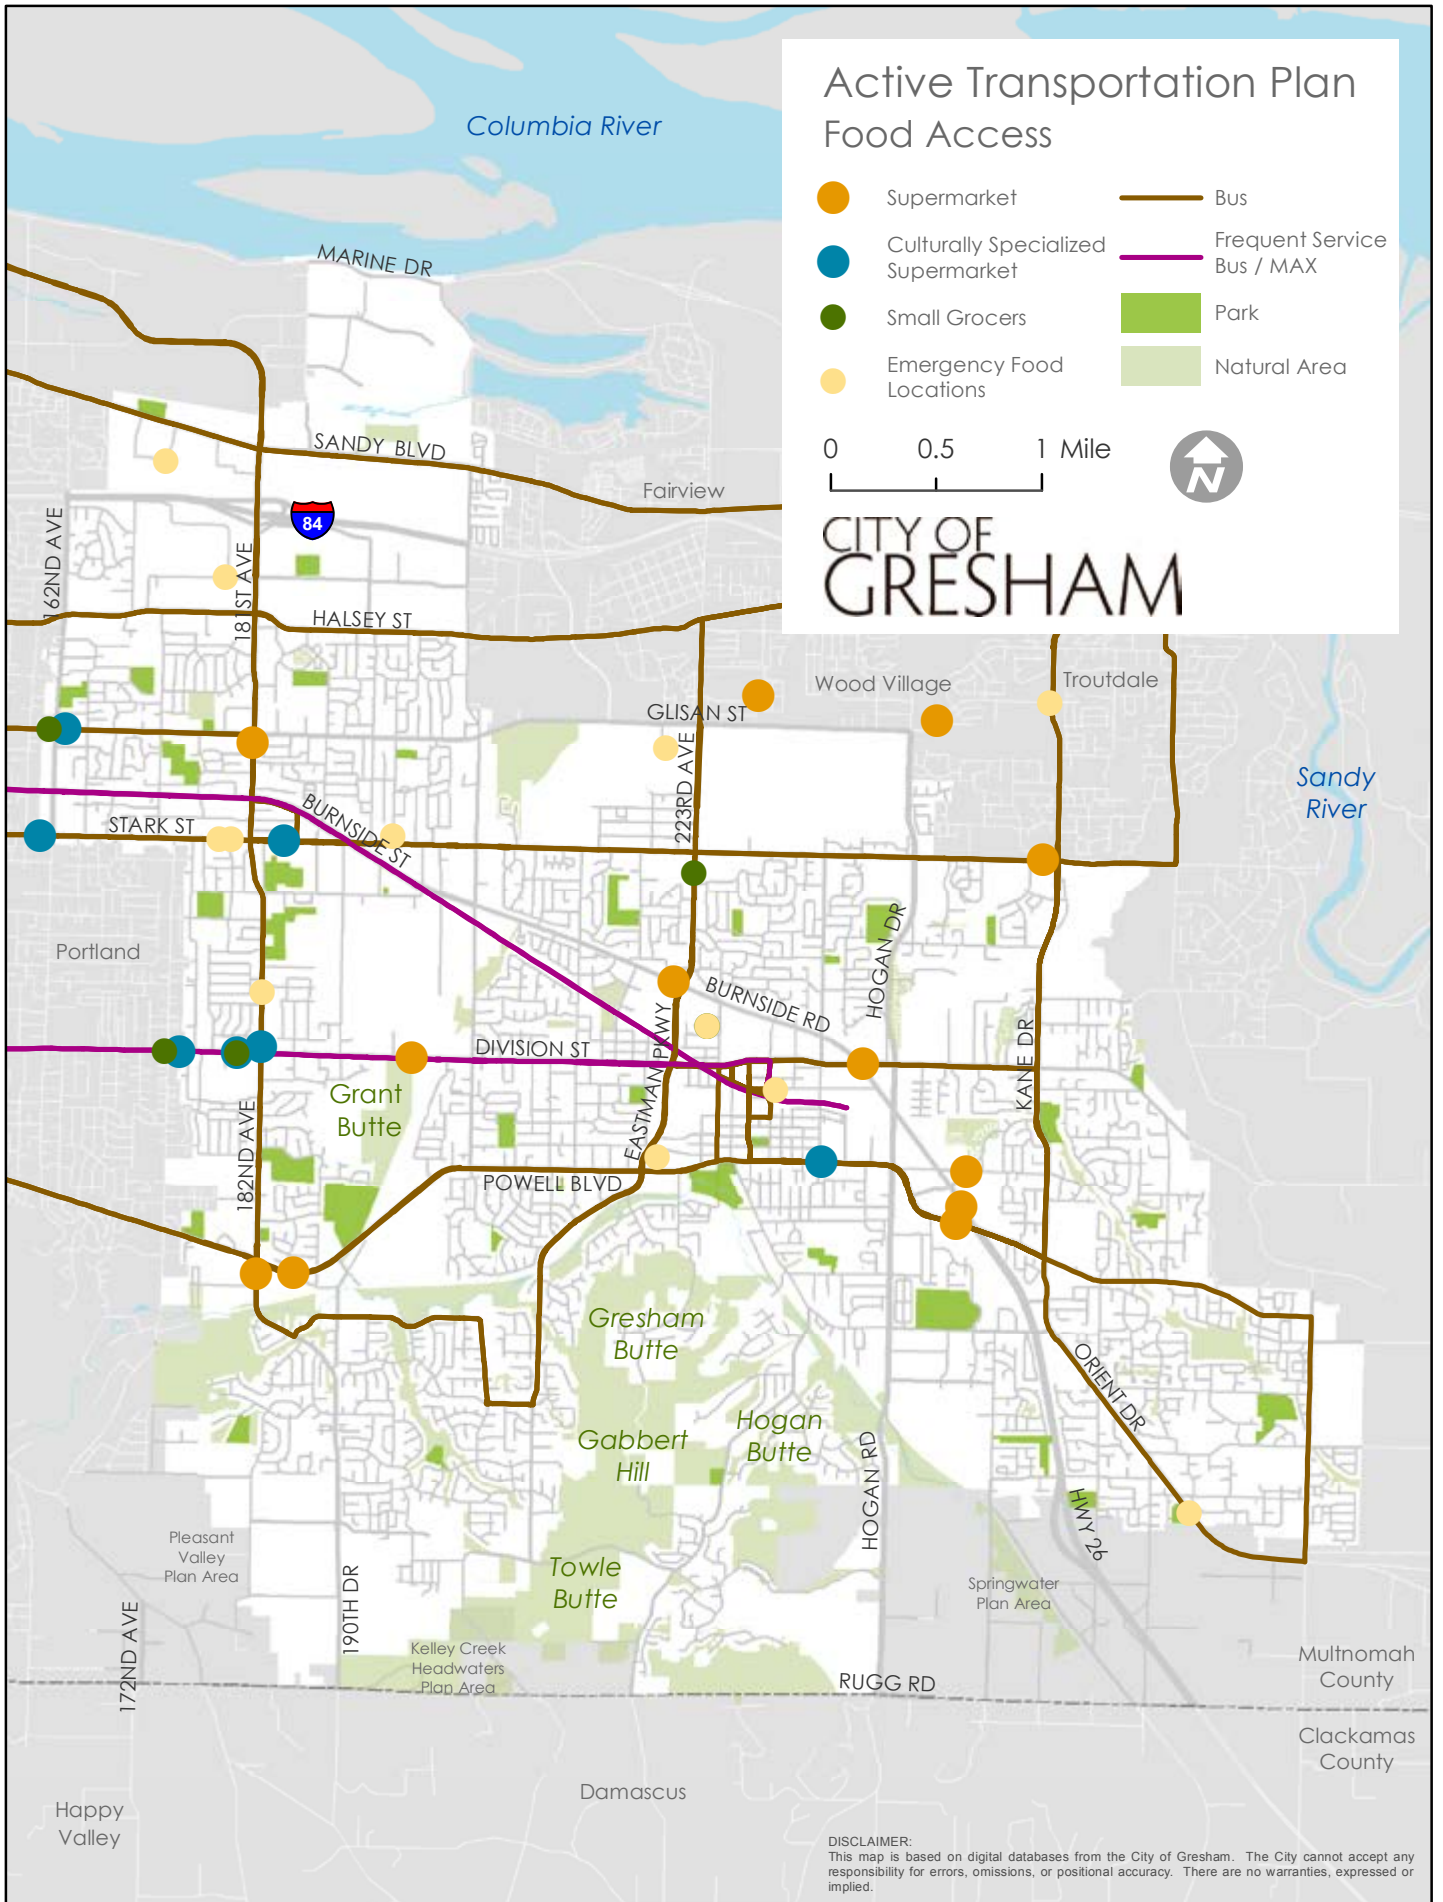 Active Transportation Plan
Food Access
Supermarket
Culturally Specialized
Supermarket
Small Grocers
Emergency Food
Locations
Bus
Frequent Service
Bus / MAX
Park
Natural Area
0 0.5 1 Mile
N
CITY OF
GRESHAM
Columbia River
MARINE DR
SANDY BLVD
Fairview
84
162ND AVE
181ST AVE
HALSEY ST
Wood Village
Troutdale
GLISAN ST
223RD AVE
Sandy
River
STARK ST
BURNSIDE ST
Portland
HOGAN DR
BURNSIDE RD
EASTMAN PKWY
DIVISION ST
KANE DR
Grant
Butte
182ND AVE
POWELL BLVD
Gresham
Butte
ORIENT DR
Hogan
Butte
Gabbert
Hill
HOGAN RD
HWY 26
Pleasant
Valley
Plan Area
Towle
Butte
Springwater
Plan Area
190TH DR
172ND AVE
Kelley Creek
Headwaters
Plan Area
RUGG RD
Multnomah
County
Clackamas
County
Damascus
Happy
Valley
DISCLAIMER:
This map is based on digital databases from the City of Gresham. The City cannot accept any
responsibility for errors, omissions, or positional accuracy. There are no warranties, expressed or
implied.